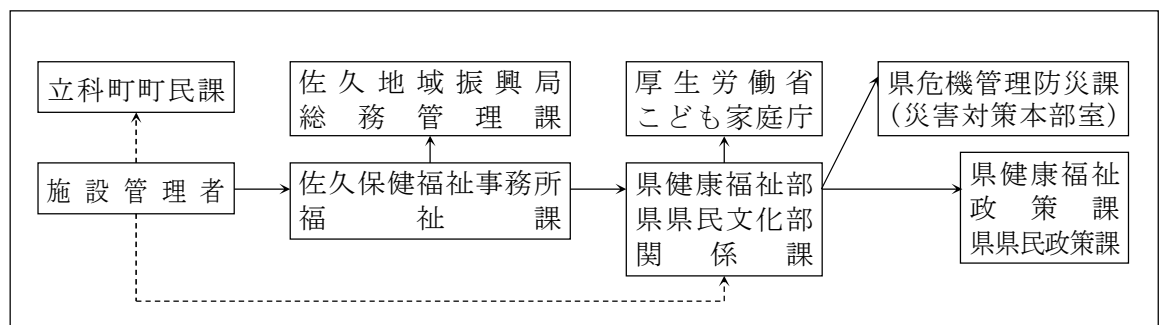 立科町町民課
佐久地域振興局
総務管理課
厚生労働省
こども家庭庁
県危機管理防災課
(災害対策本部室)
施設管理者
佐久保健福祉事務所
福祉課
県健康福祉部
県県民文化部
関係課
県健康福祉
政策課
県県民政策課